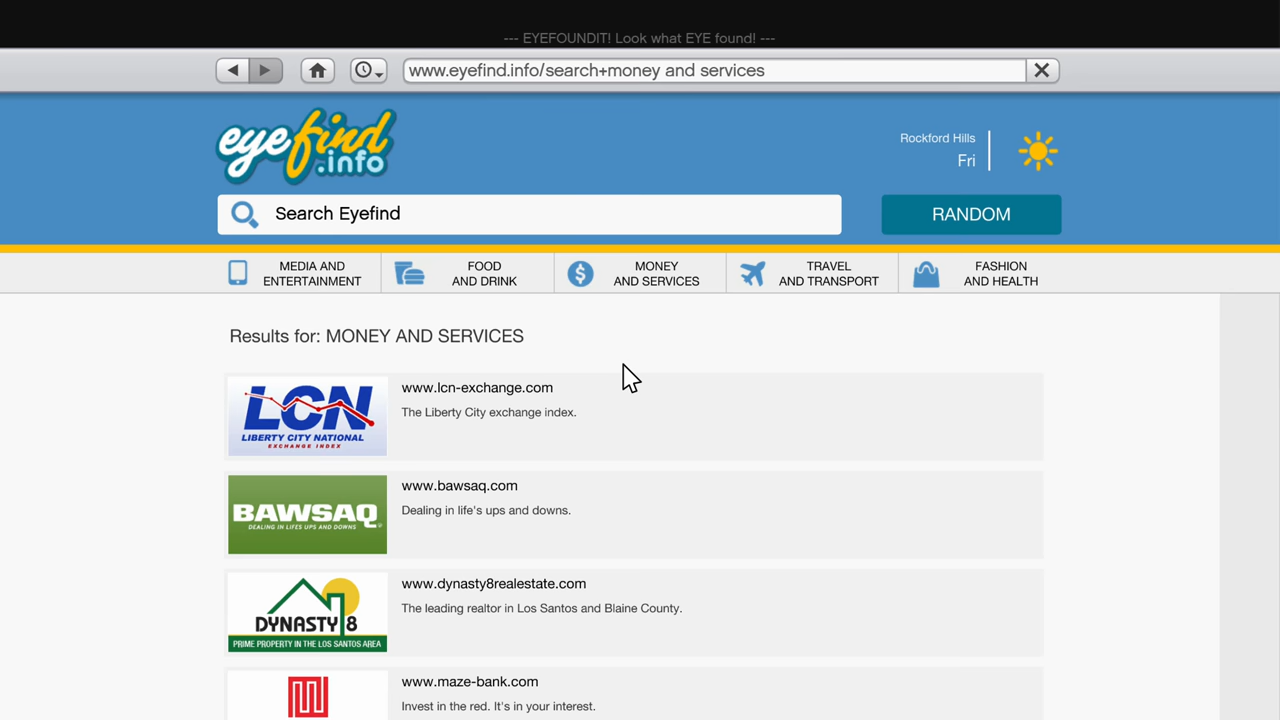 --- EYEFOUNDIT! Look what EYE found! ---
www.eyefind.info/search+money and services
eyefind
.info
Rockford Hills
Fri
Search Eyefind
RANDOM
MEDIA AND
ENTERTAINMENT
FOOD
AND DRINK
MONEY
AND SERVICES
TRAVEL
AND TRANSPORT
FASHION
AND HEALTH
Results for: MONEY AND SERVICES
LCN
LIBERTY CITY NATIONAL
EXCHANGE INDEX
www.lcn-exchange.com
The Liberty City exchange index.
BAWSAQ
DEALING IN LIFES UPS AND DOWNS
www.bawsaq.com
Dealing in life's ups and downs.
DYNASTY 8
PRIME PROPERTY IN THE LOS SANTOS AREA
www.dynasty8realestate.com
The leading realtor in Los Santos and Blaine County.
www.maze-bank.com
Invest in the red. It's in your interest.